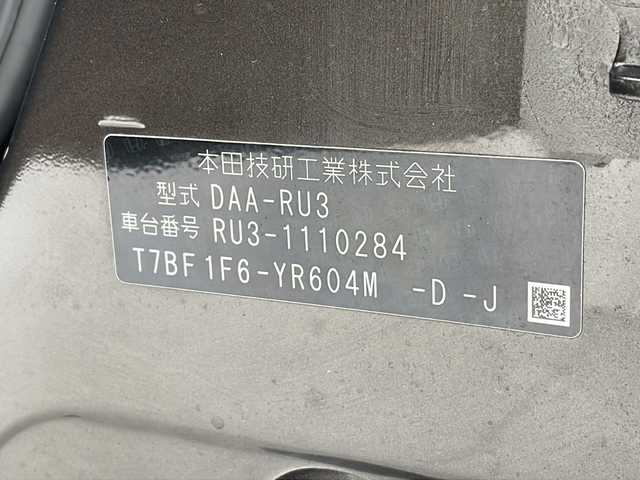 本田技研工業株式会社
型式 DAA-RU3
車台番号 RU3-1110284
T7BF1F6-YR604M -D -J